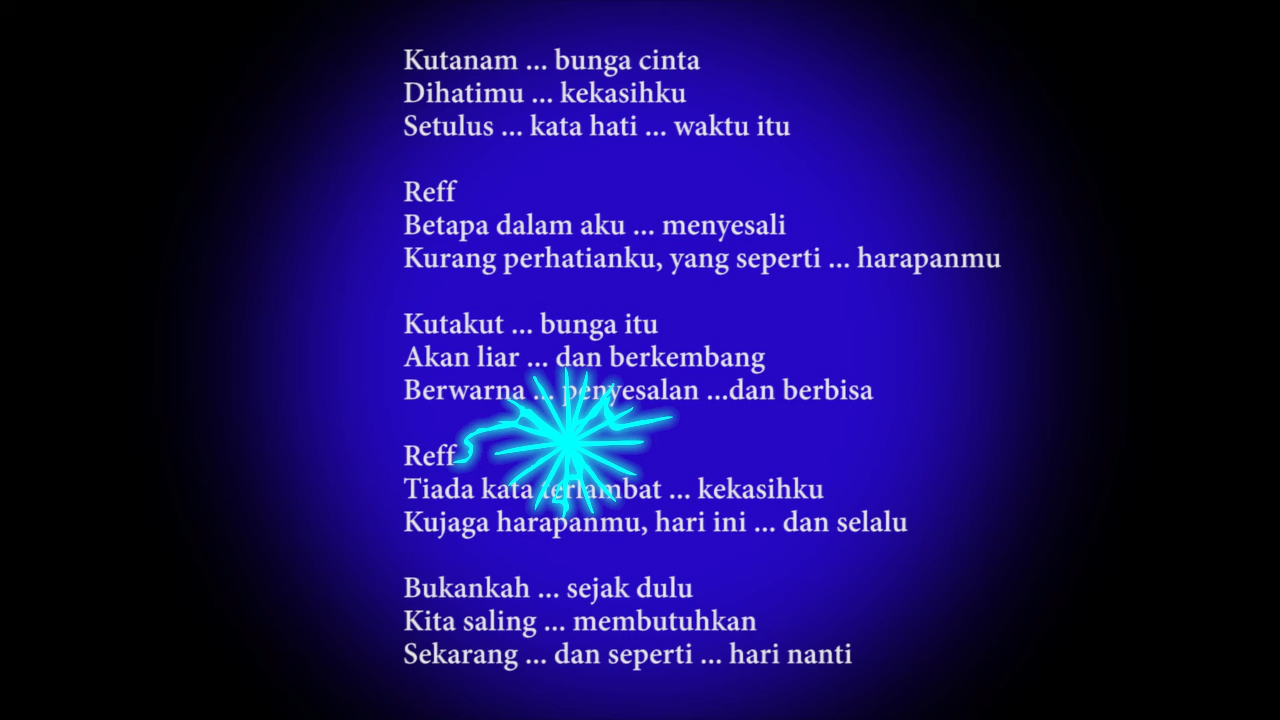 Kutanam ... bunga cinta
Dihatimu ... kekasihku
Setulus ... kata hati ... waktu itu
Reff
Betapa dalam aku ... menyesali
Kurang perhatianku, yang seperti ... harapanmu
Kutakut ... bunga itu
Akan liar ... dan berkembang
Berwarna ... penyesalan ...dan berbisa
Reff
Tiada kata terlambat ... kekasihku
Kujaga harapanmu, hari ini ... dan selalu
Bukankah ... sejak dulu
Kita saling ... membutuhkan
Sekarang ... dan seperti ... hari nanti